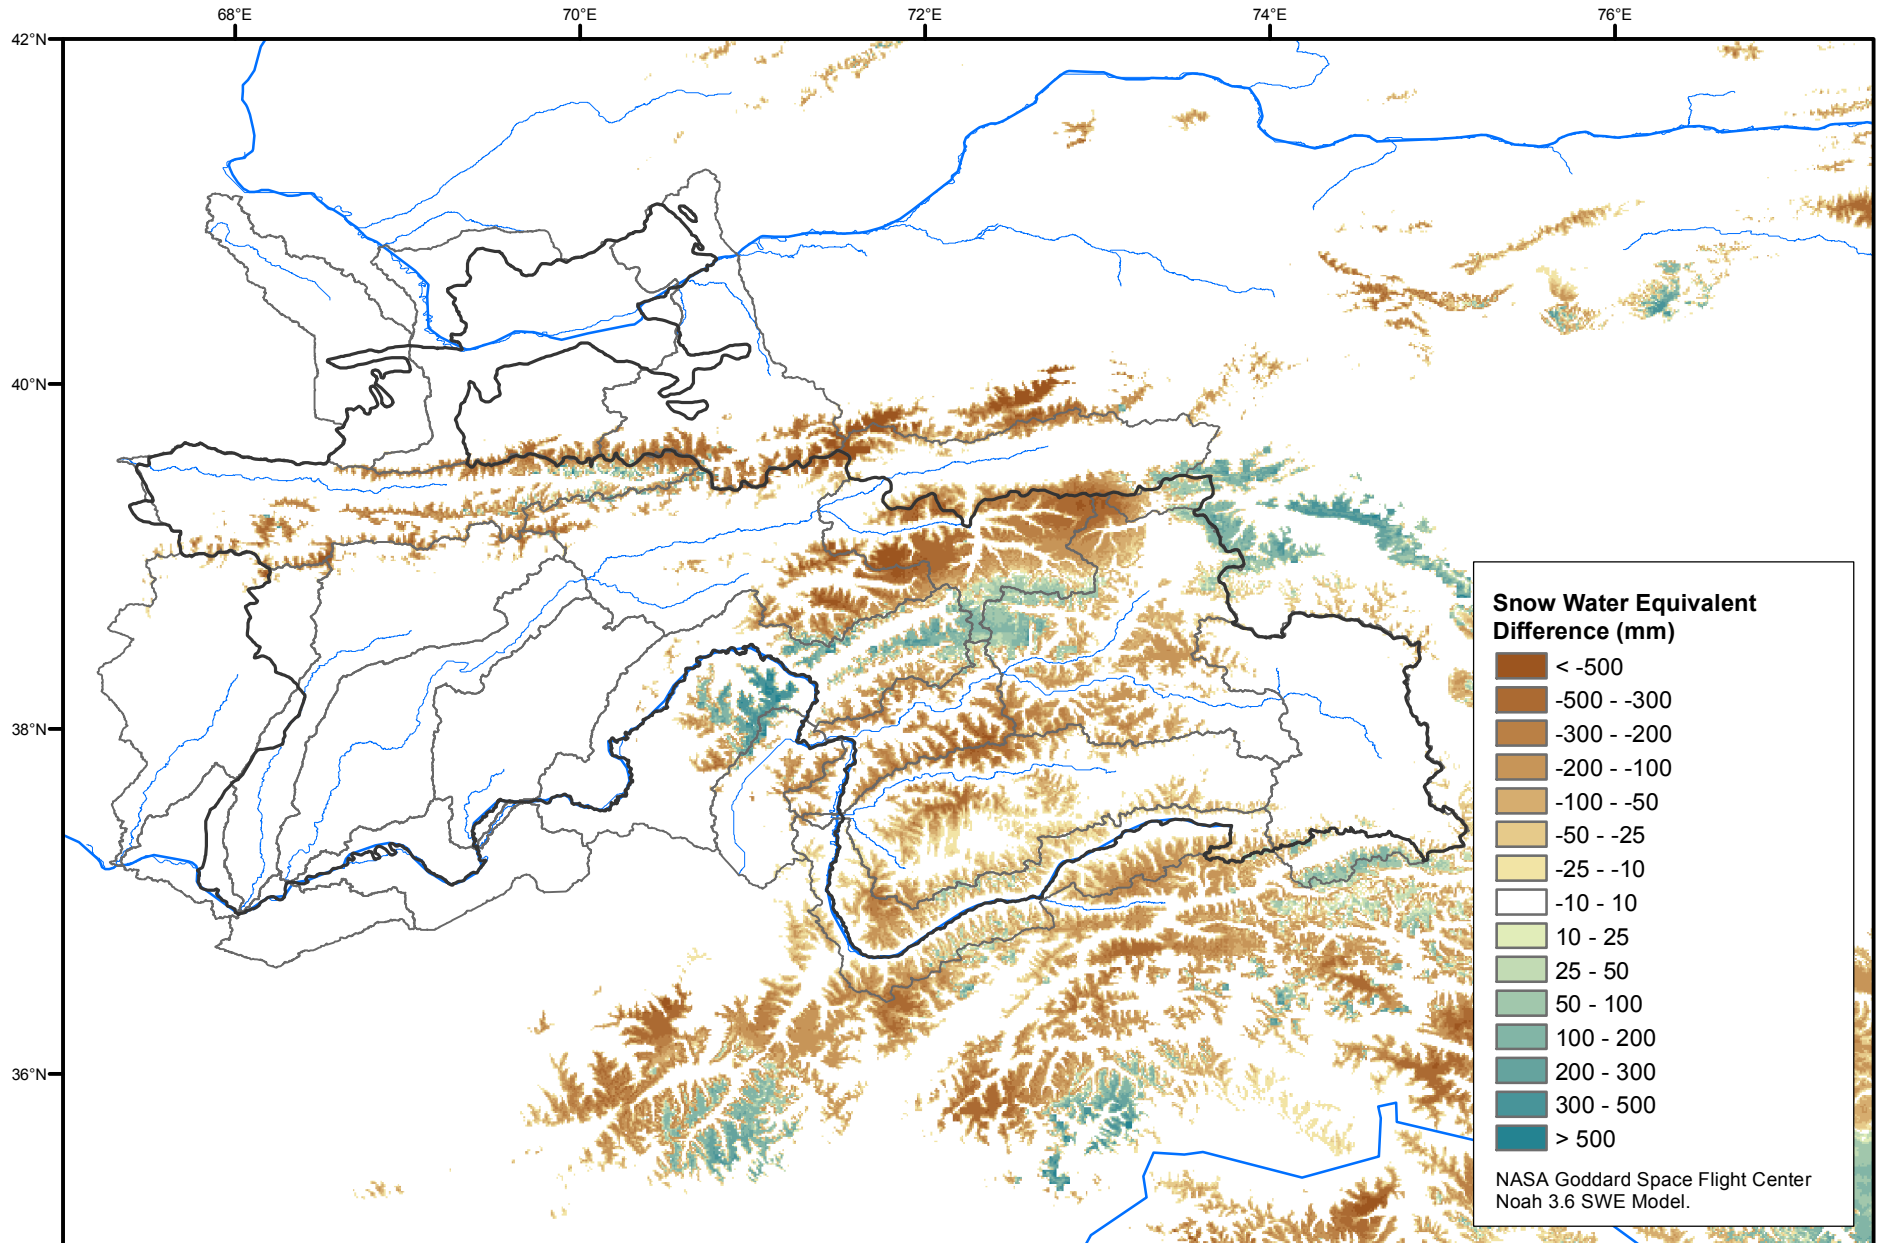 68°E 70°E 72°E 74°E 76°E
42°N
40°N
38°N
36°N
Snow Water Equivalent
Difference (mm)
< -500
-500 - -300
-300 - -200
-200 - -100
-100 - -50
-50 - -25
-25 - -10
-10 - 10
10 - 25
25 - 50
50 - 100
100 - 200
200 - 300
300 - 500
> 500
NASA Goddard Space Flight Center
Noah 3.6 SWE Model.